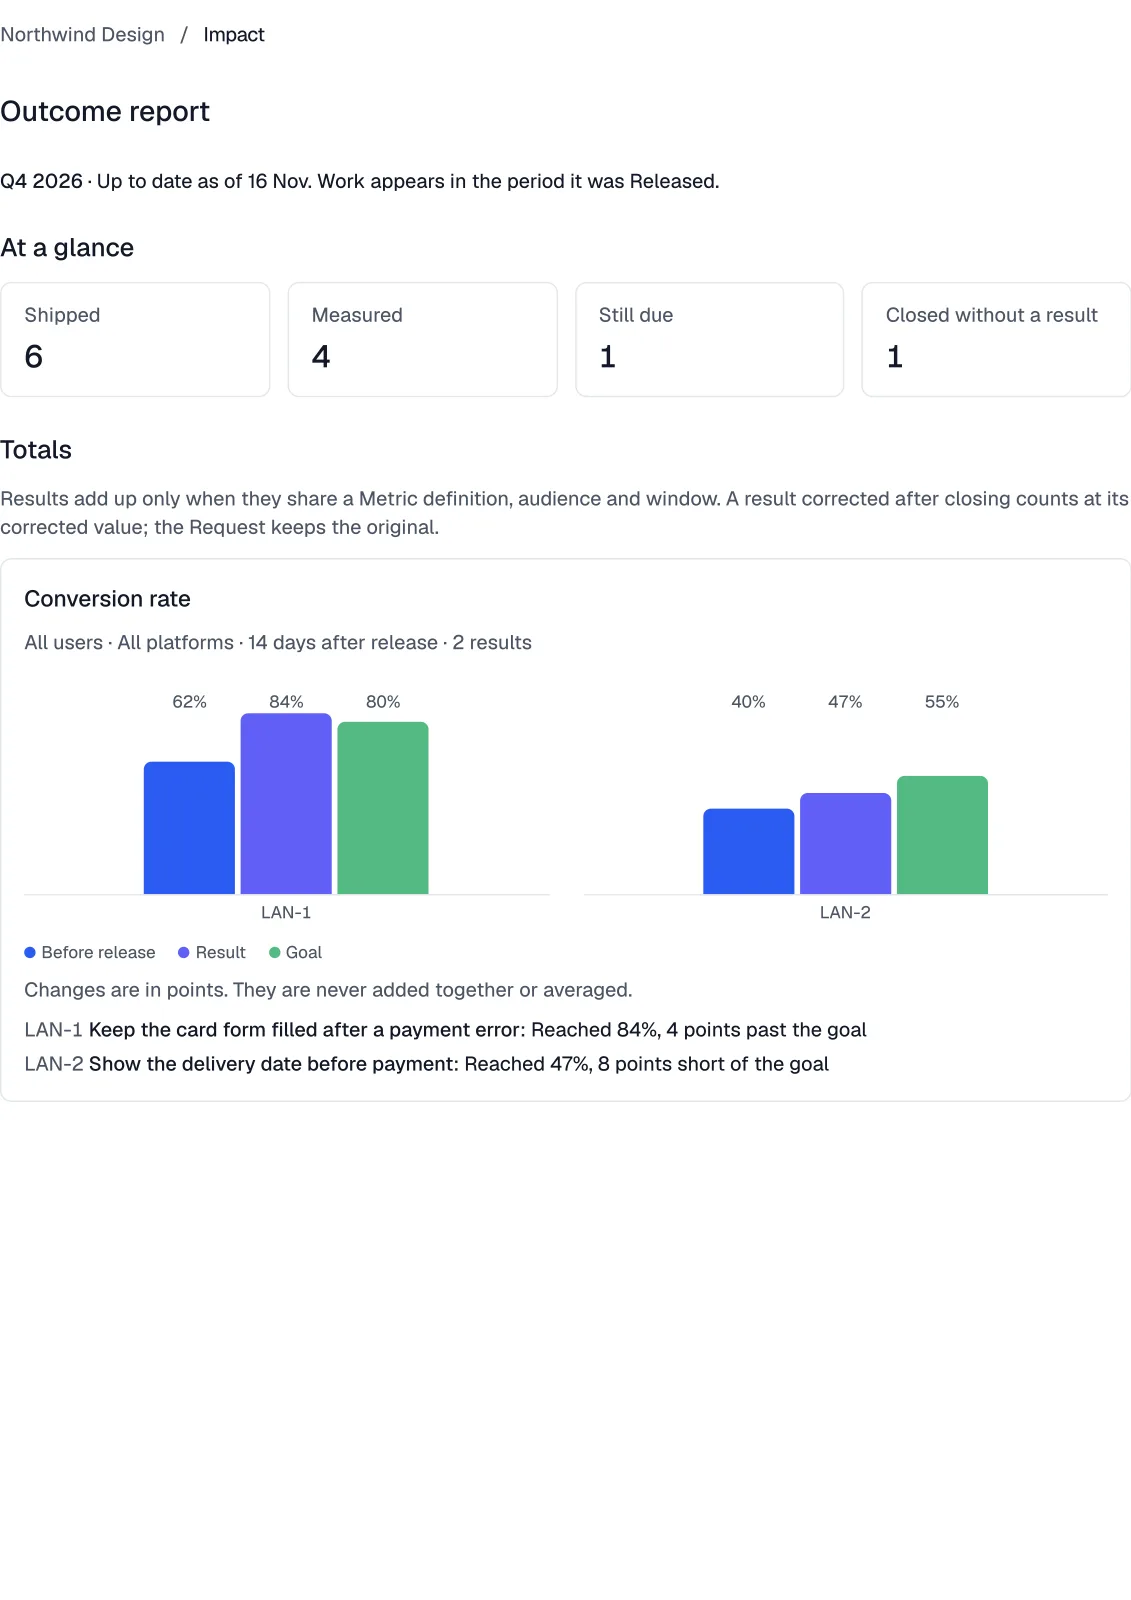 Northwind Design / Impact
Outcome report
Q4 2026 · Up to date as of 16 Nov. Work appears in the period it was Released.
At a glance
Shipped
6
Measured
4
Still due
1
Closed without a result
1
Totals
Results add up only when they share a Metric definition, audience and window. A result corrected after closing counts at its
corrected value; the Request keeps the original.
Conversion rate
All users · All platforms · 14 days after release · 2 results
62% 84% 80%
LAN-1
40% 47% 55%
LAN-2
Before release Result Goal
Changes are in points. They are never added together or averaged.
LAN-1 Keep the card form filled after a payment error: Reached 84%, 4 points past the goal
LAN-2 Show the delivery date before payment: Reached 47%, 8 points short of the goal